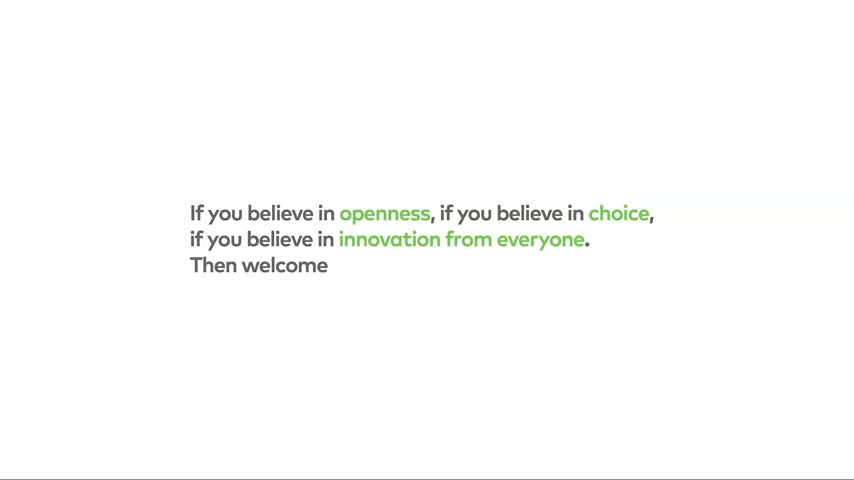 If you believe in openness, if you believe in choice,
if you believe in innovation from everyone.
Then welcome